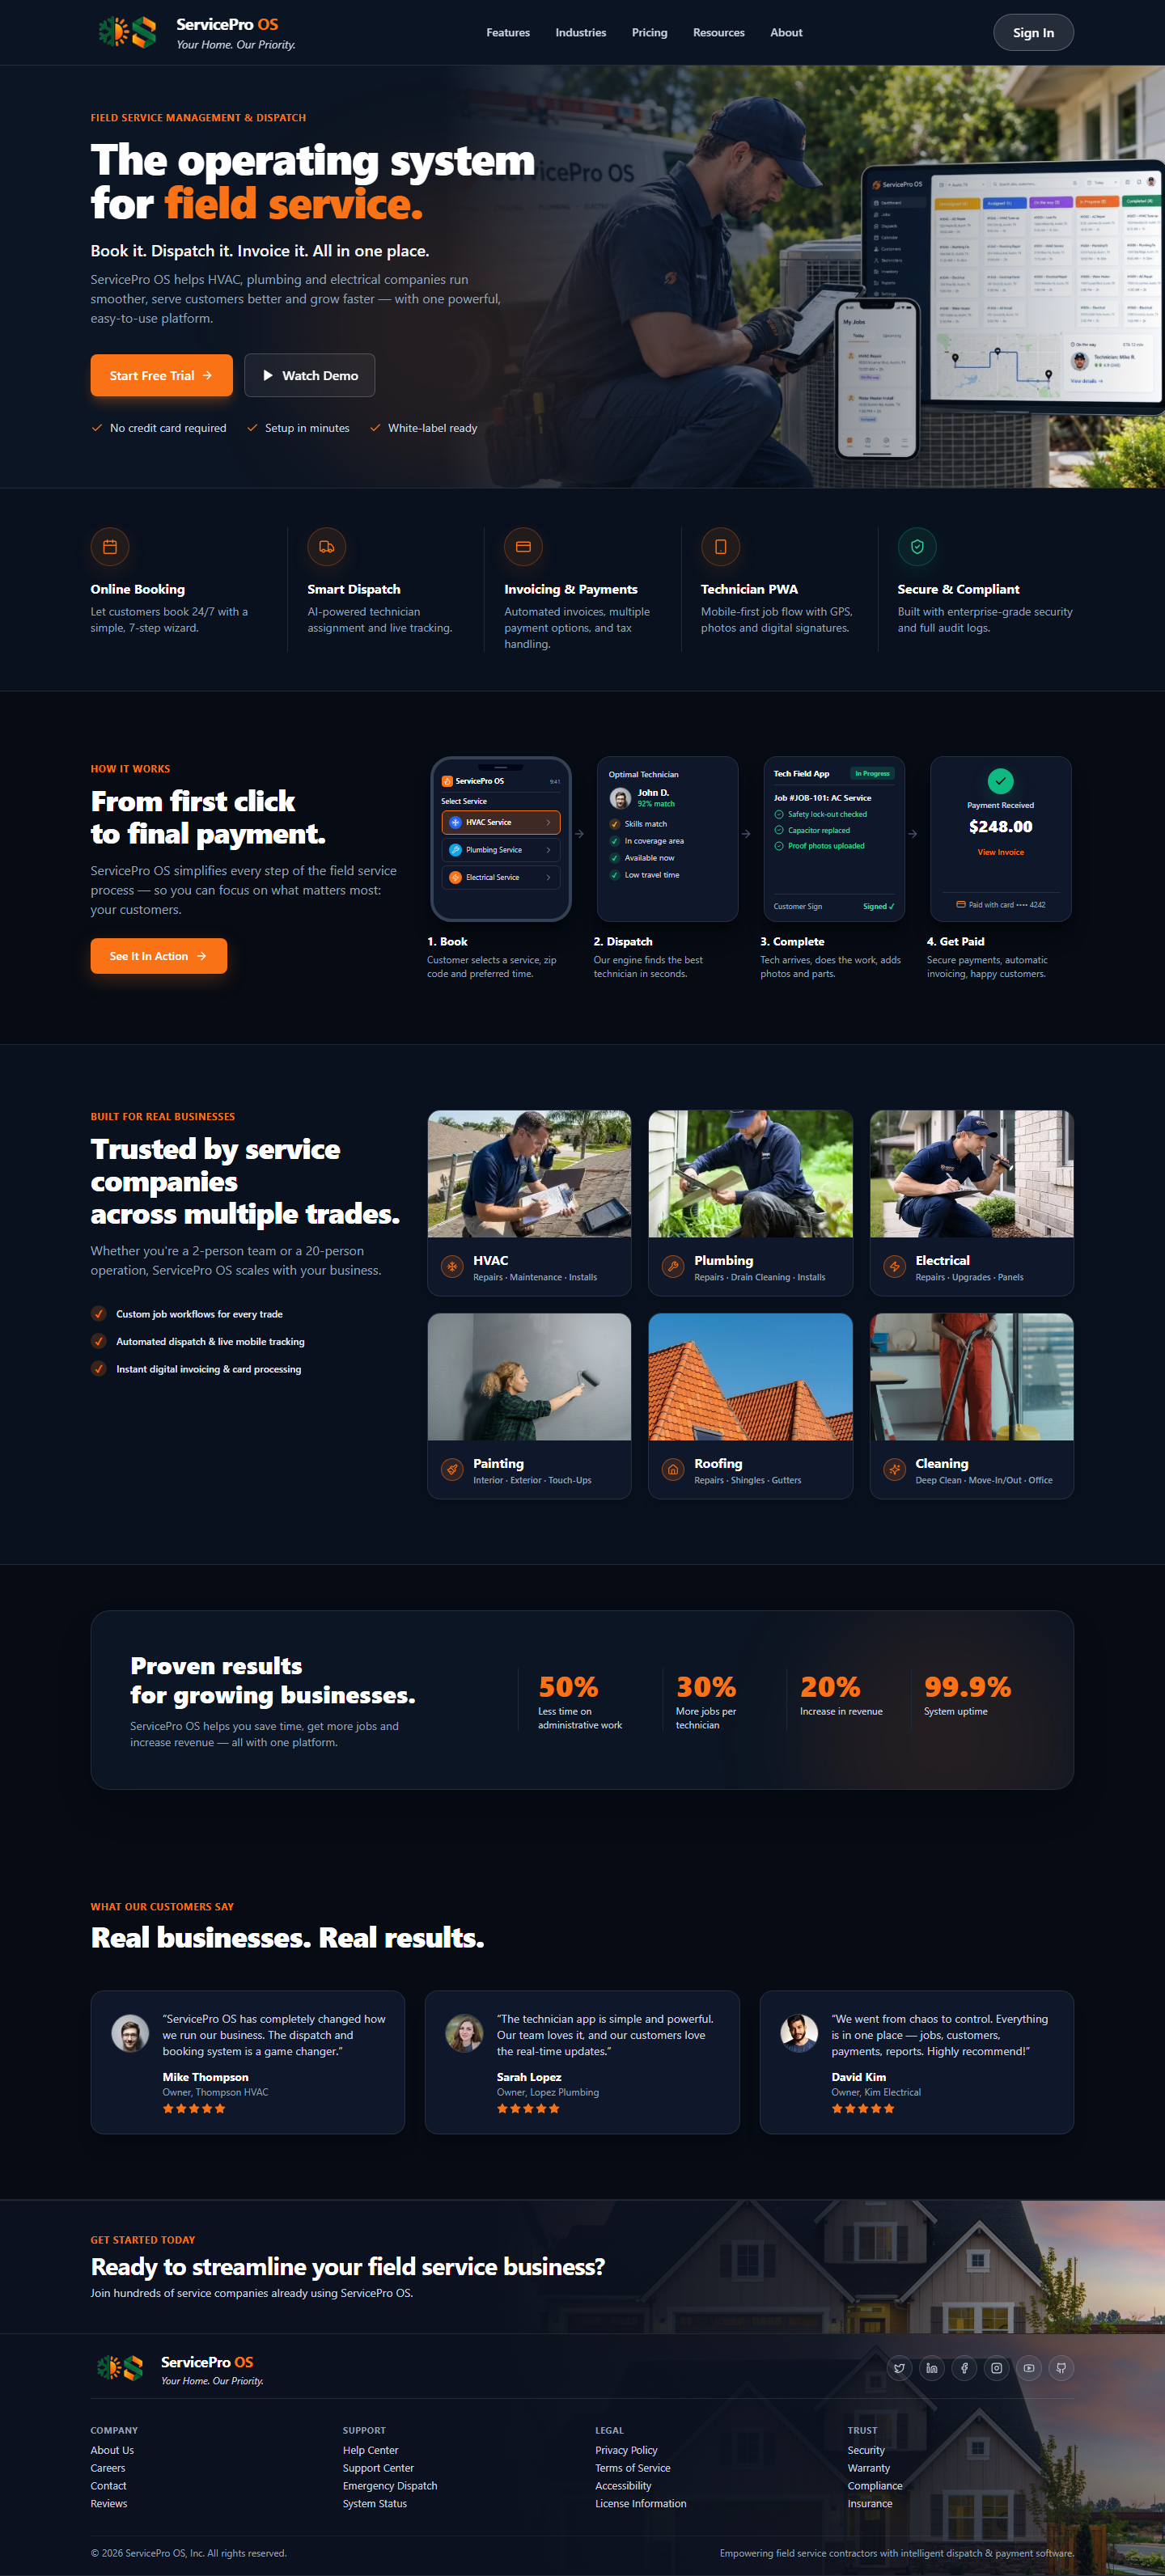 ServicePro OS
Your Home. Our Priority.
Features
Industries
Pricing
Resources
About
Sign In
FIELD SERVICE MANAGEMENT & DISPATCH
The operating system
for field service.
Book it. Dispatch it. Invoice it. All in one place.
ServicePro OS helps HVAC, plumbing and electrical companies run
smoother, serve customers better and grow faster — with one powerful,
easy-to-use platform.
Start Free Trial
Watch Demo
No credit card required
Setup in minutes
White-label ready
ServicePro OS
Dashboard
My Jobs
Today
Technician: Mike R.
View details
Online Booking
Let customers book 24/7 with a
simple, 7-step wizard.
Smart Dispatch
AI-powered technician
assignment and live tracking.
Invoicing & Payments
Automated invoices, multiple
payment options, and tax
handling.
Technician PWA
Mobile-first job flow with GPS,
photos and digital signatures.
Secure & Compliant
Built with enterprise-grade security
and full audit logs.
HOW IT WORKS
From first click
to final payment.
ServicePro OS simplifies every step of the field service
process — so you can focus on what matters most:
your customers.
See It In Action
ServicePro OS
9:41
Select Service
HVAC Service
Plumbing Service
Electrical Service
1. Book
Customer selects a service, zip
code and preferred time.
Optimal Technician
John D.
92% match
Skills match
In coverage area
Available now
Low travel time
2. Dispatch
Our engine finds the best
technician in seconds.
Tech Field App
In Progress
Job #JOB-101: AC Service
Safety lock-out checked
Capacitor replaced
Proof photos uploaded
Customer Sign
Signed ✓
3. Complete
Tech arrives, does the work, adds
photos and parts.
Payment Received
$248.00
View Invoice
Paid with card •••• 4242
4. Get Paid
Secure payments, automatic
invoicing, happy customers.
BUILT FOR REAL BUSINESSES
Trusted by service
companies
across multiple trades.
Whether you're a 2-person team or a 20-person
operation, ServicePro OS scales with your business.
Custom job workflows for every trade
Automated dispatch & live mobile tracking
Instant digital invoicing & card processing
HVAC
Repairs · Maintenance · Installs
Plumbing
Repairs · Drain Cleaning · Installs
Electrical
Repairs · Upgrades · Panels
Painting
Interior · Exterior · Touch-Ups
Roofing
Repairs · Shingles · Gutters
Cleaning
Deep Clean · Move-In/Out · Office
Proven results
for growing businesses.
ServicePro OS helps you save time, get more jobs and
increase revenue — all with one platform.
50%
Less time on
administrative work
30%
More jobs per
technician
20%
Increase in revenue
99.9%
System uptime
WHAT OUR CUSTOMERS SAY
Real businesses. Real results.
"ServicePro OS has completely changed how
we run our business. The dispatch and
booking system is a game changer."
Mike Thompson
Owner, Thompson HVAC
"The technician app is simple and powerful.
Our team loves it, and our customers love
the real-time updates."
Sarah Lopez
Owner, Lopez Plumbing
"We went from chaos to control. Everything
is in one place — jobs, customers,
payments, reports. Highly recommend!"
David Kim
Owner, Kim Electrical
GET STARTED TODAY
Ready to streamline your field service business?
Join hundreds of service companies already using ServicePro OS.
ServicePro OS
Your Home. Our Priority.
COMPANY
About Us
Careers
Contact
Reviews
SUPPORT
Help Center
Support Center
Emergency Dispatch
System Status
LEGAL
Privacy Policy
Terms of Service
Accessibility
License Information
TRUST
Security
Warranty
Compliance
Insurance
© 2026 ServicePro OS, Inc. All rights reserved.
Empowering field service contractors with intelligent dispatch & payment software.